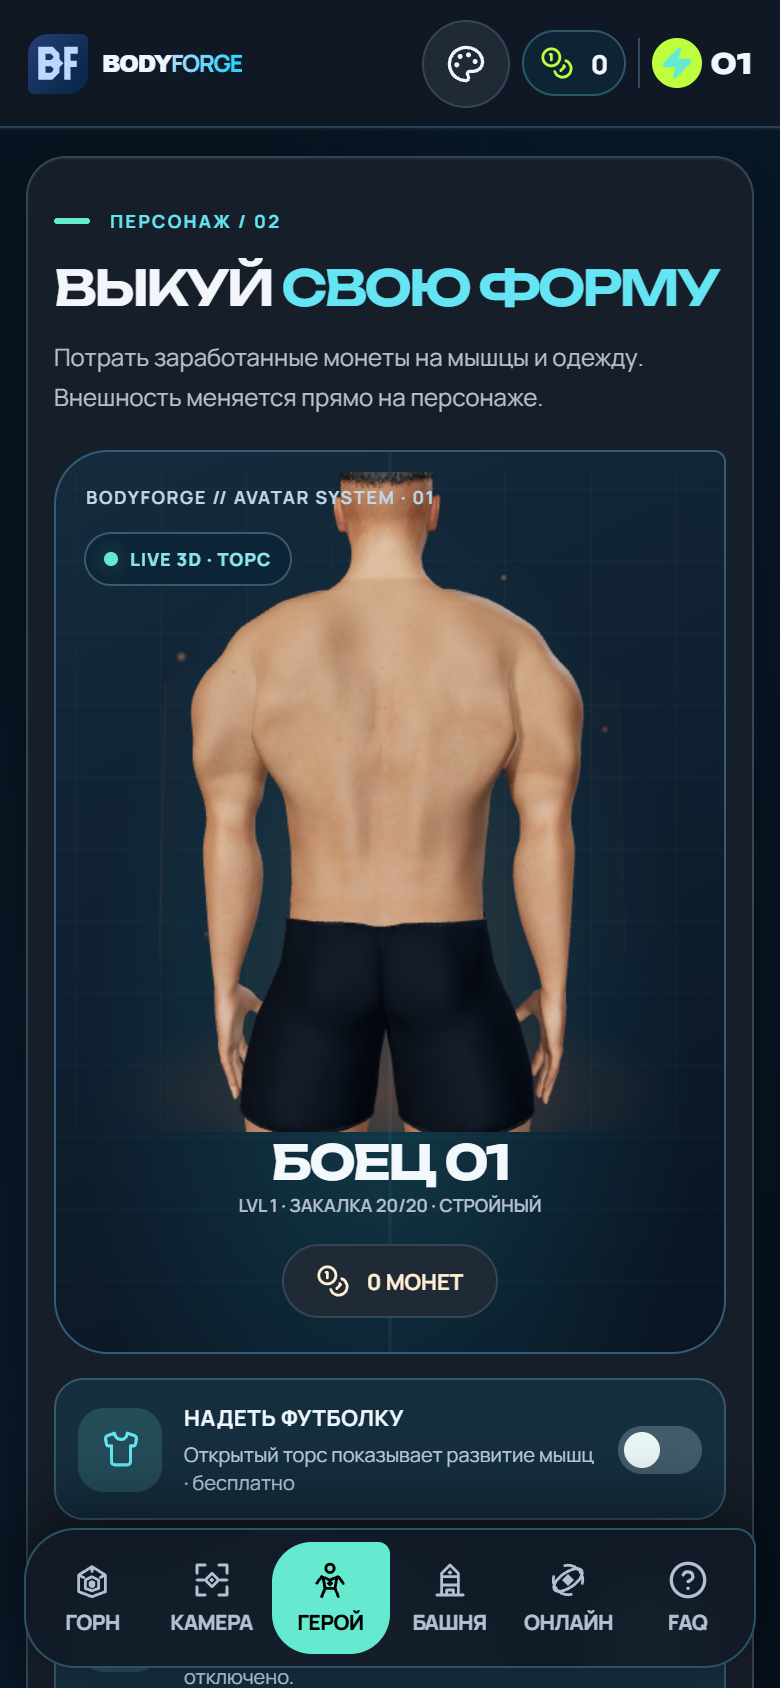 BF BODYFORGE 0 01
ПЕРСОНАЖ / 02
ВЫКУЙ СВОЮ ФОРМУ
Потрать заработанные монеты на мышцы и одежду.
Внешность меняется прямо на персонаже.
BODYFORGE // AVATAR SYSTEM · 01
LIVE 3D · ТОРС
БОЕЦ 01
LVL 1 · ЗАКАЛКА 20/20 · СТРОЙНЫЙ
0 МОНЕТ
НАДЕТЬ ФУТБОЛКУ
Открытый торс показывает развитие мышц
· бесплатно
ГОРН КАМЕРА ГЕРОЙ БАШНЯ ОНЛАЙН FAQ
отключено.